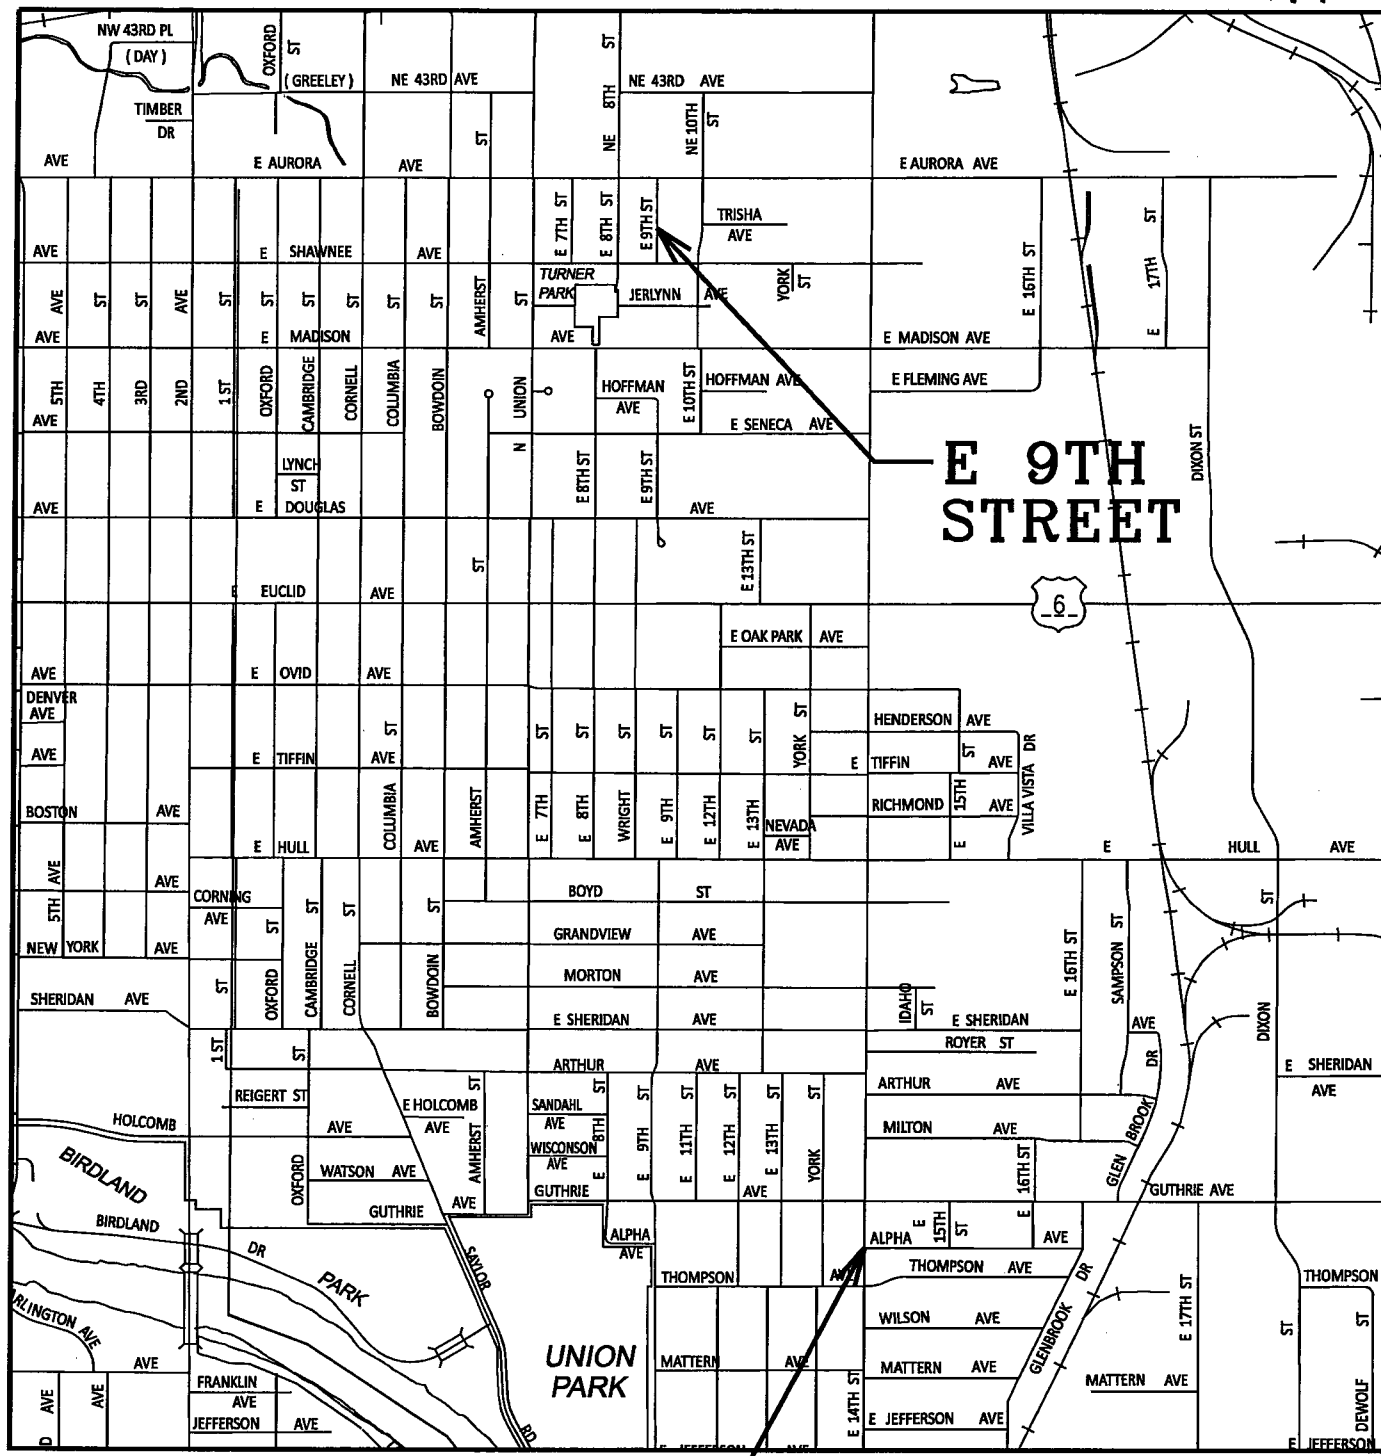 NW 43RD PL
( DAY )
OXFORD ST
( GREELEY )
NE 43RD AVE
NE 8TH ST
NE 43RD AVE
TIMBER
DR
ST
NE 10TH ST
AVE
E AURORA AVE
E AURORA AVE
E 7TH ST
E 8TH ST
E 9TH ST
TRISHA
AVE
E 16TH ST
E 17TH ST
AVE
E SHAWNEE AVE
TURNER
PARK
JERLYNN AVE
YORK ST
AVE
ST
ST
AVE
ST
ST
ST
ST
ST
ST
AMHERST
ST
AVE
E MADISON
AVE
E MADISON AVE
5TH
4TH
3RD
2ND
1 ST
OXFORD
CAMBRIDGE
CORNELL
COLUMBIA
BOWDOIN
N UNION
HOFFMAN
AVE
E 10TH ST
HOFFMAN AVE
E FLEMING AVE
AVE
E SENECA AVE
DIXON ST
E 9TH
STREET
LYNCH
ST
E 8TH ST
E 9TH ST
AVE
E DOUGLAS
AVE
ST
E 13TH ST
E EUCLID AVE
6
E OAK PARK AVE
AVE
E OVID AVE
DENVER
AVE
ST
ST
ST
ST
ST
ST
ST
YORK ST
HENDERSON AVE
AVE
E TIFFIN AVE
E TIFFIN AVE
ST
VILLA VISTA DR
BOSTON AVE
COLUMBIA
AMHERST
E 7TH
E 8TH
WRIGHT
E 9TH
E 12TH
E 13TH
NEVADA
AVE
RICHMOND AVE
E 15TH
E HULL AVE
E HULL AVE
5TH AVE
AVE
CORNING
AVE
BOYD ST
ST
ST
ST
ST
ST
NEW YORK AVE
GRANDVIEW AVE
E 16TH ST
SAMPSON ST
OXFORD
CAMBRIDGE
CORNELL
BOWDOIN
MORTON AVE
ST
SHERIDAN AVE
IDAHO ST
E SHERIDAN AVE
E SHERIDAN
AVE
DIXON
1 ST
ST
ARTHUR AVE
ROYER ST
DR
E SHERIDAN
AVE
REIGERT ST
E HOLCOMB
AVE
ST
SANDAHL
AVE
ST
ST
ST
ST
ST
ST
ARTHUR AVE
HOLCOMB
AVE
WISCONSON
AVE
E 8TH
E 9TH
E 11TH
E 12TH
E 13TH
YORK
MILTON AVE
GLEN BROOK
BIRDLAND
OXFORD
WATSON AVE
AMHERST
16TH ST
GUTHRIE AVE
GUTHRIE AVE
GUTHRIE AVE
BIRDLAND
DR
SAYLOR
RD
ALPHA
AVE
ALPHA
E 15TH ST
E
AVE
PARK
THOMPSON
AVE
THOMPSON AVE
DR
THOMPSON
ARLINGTON AVE
WILSON AVE
GLENBROOK
E 17TH ST
ST
ST
AVE
UNION
PARK
MATTERN AVE
MATTERN AVE
MATTERN AVE
FRANKLIN
AVE
AVE
AVE
E 14TH ST
DEWOLF
JEFFERSON AVE
E JEFFERSON AVE
D
E JEFFERSON AVE
E JEFFERSON